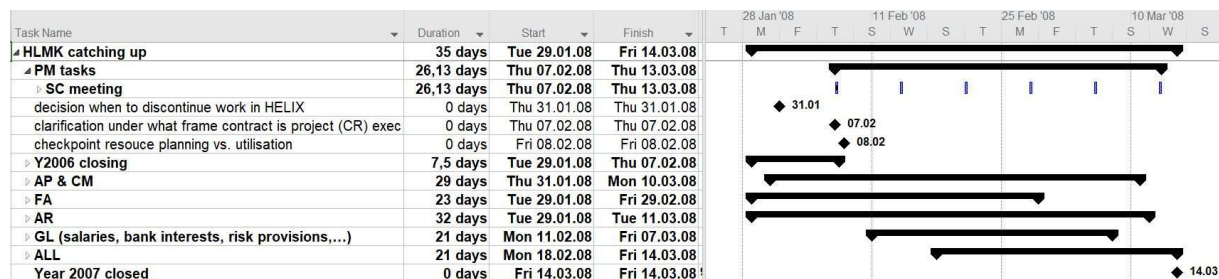 28 Jan '08 11 Feb '08 25 Feb '08 10 Mar '08
Task Name Duration Start Finish T M F T S W S T M F T S W S
HLMK catching up 35 days Tue 29.01.08 Fri 14.03.08
PM tasks 26,13 days Thu 07.02.08 Thu 13.03.08
SC meeting 26,13 days Thu 07.02.08 Thu 13.03.08
decision when to discontinue work in HELIX 0 days Thu 31.01.08 Thu 31.01.08 31.01
clarification under what frame contract is project (CR) exec 0 days Thu 07.02.08 Thu 07.02.08 07.02
checkpoint resouce planning vs. utilisation 0 days Fri 08.02.08 Fri 08.02.08 08.02
Y2006 closing 7,5 days Tue 29.01.08 Thu 07.02.08
AP & CM 29 days Thu 31.01.08 Mon 10.03.08
FA 23 days Tue 29.01.08 Fri 29.02.08
AR 32 days Tue 29.01.08 Tue 11.03.08
GL (salaries, bank interests, risk provisions,…) 21 days Mon 11.02.08 Fri 07.03.08
ALL 21 days Mon 18.02.08 Fri 14.03.08
Year 2007 closed 0 days Fri 14.03.08 Fri 14.03.08 14.03